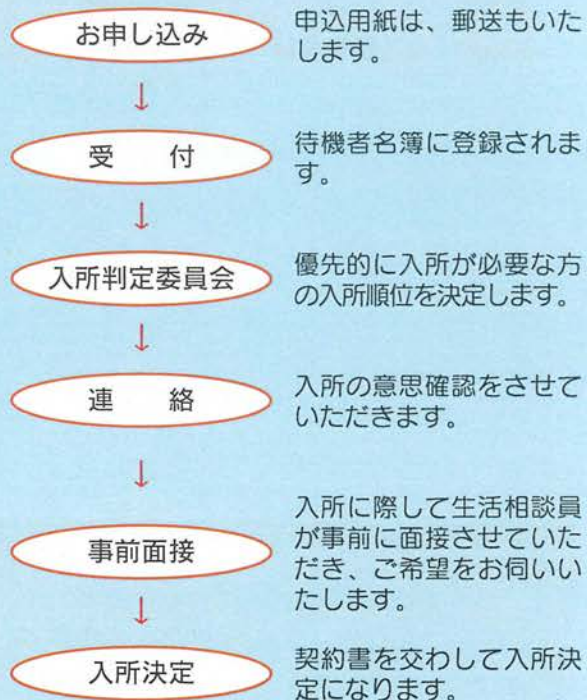 お申し込み
申込用紙は、郵送もいた
します。
↓
受　付
待機者名簿に登録されま
す。
↓
入所判定委員会
優先的に入所が必要な方
の入所順位を決定します。
↓
連　絡
入所の意思確認をさせて
いただきます。
↓
事前面接
入所に際して生活相談員
が事前に面接させていた
だき、ご希望をお伺いい
たします。
↓
入所決定
契約書を交わして入所決
定になります。